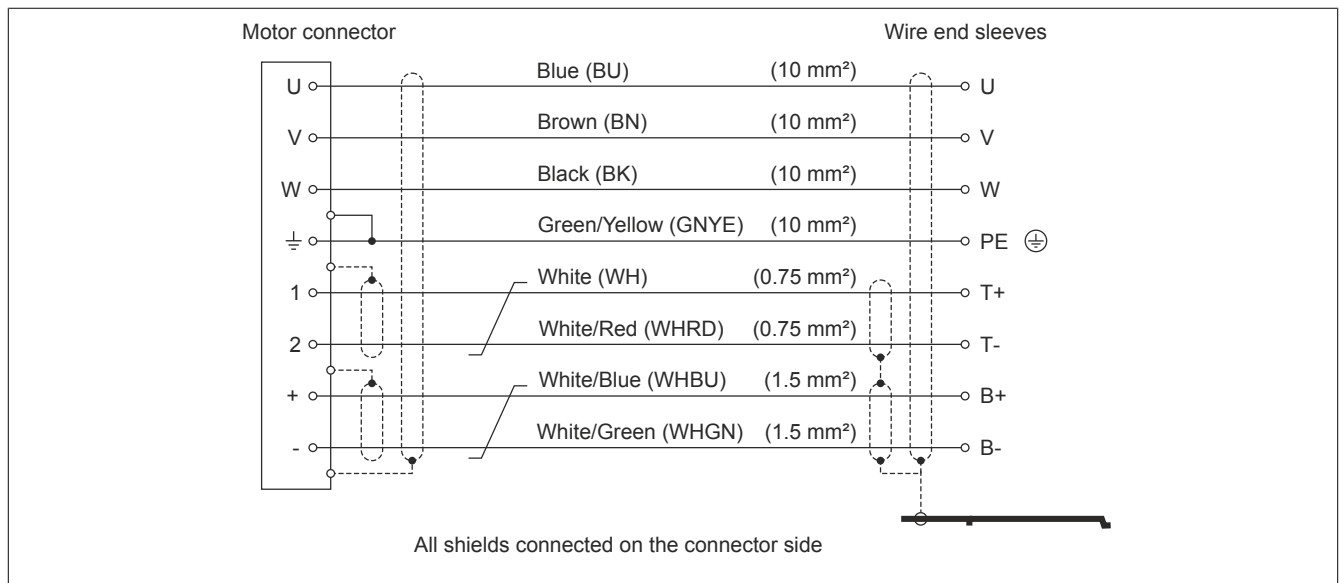 Motor connector Wire end sleeves
U Blue (BU) (10 mm²) U
V Brown (BN) (10 mm²) V
W Black (BK) (10 mm²) W
Green/Yellow (GNYE) (10 mm²) PE
1 White (WH) (0.75 mm²) T+
2 White/Red (WHRD) (0.75 mm²) T-
+ White/Blue (WHBU) (1.5 mm²) B+
- White/Green (WHGN) (1.5 mm²) B-
All shields connected on the connector side